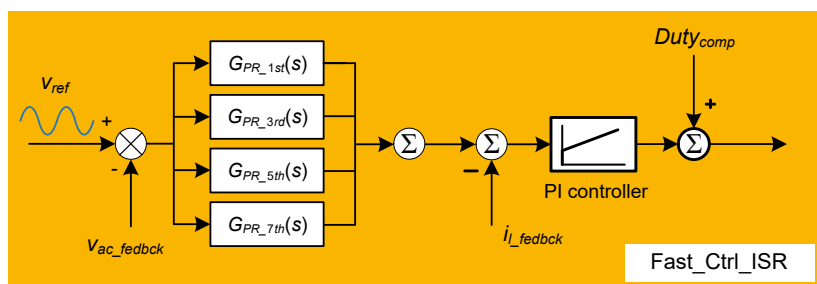 Duty_comp
v_ref
+
+
-
G_PR_1st(s)
G_PR_3rd(s)
G_PR_5th(s)
G_PR_7th(s)
Σ
−
Σ
Σ
PI controller
v_ac_fedbck
i_l_fedbck
Fast_Ctrl_ISR